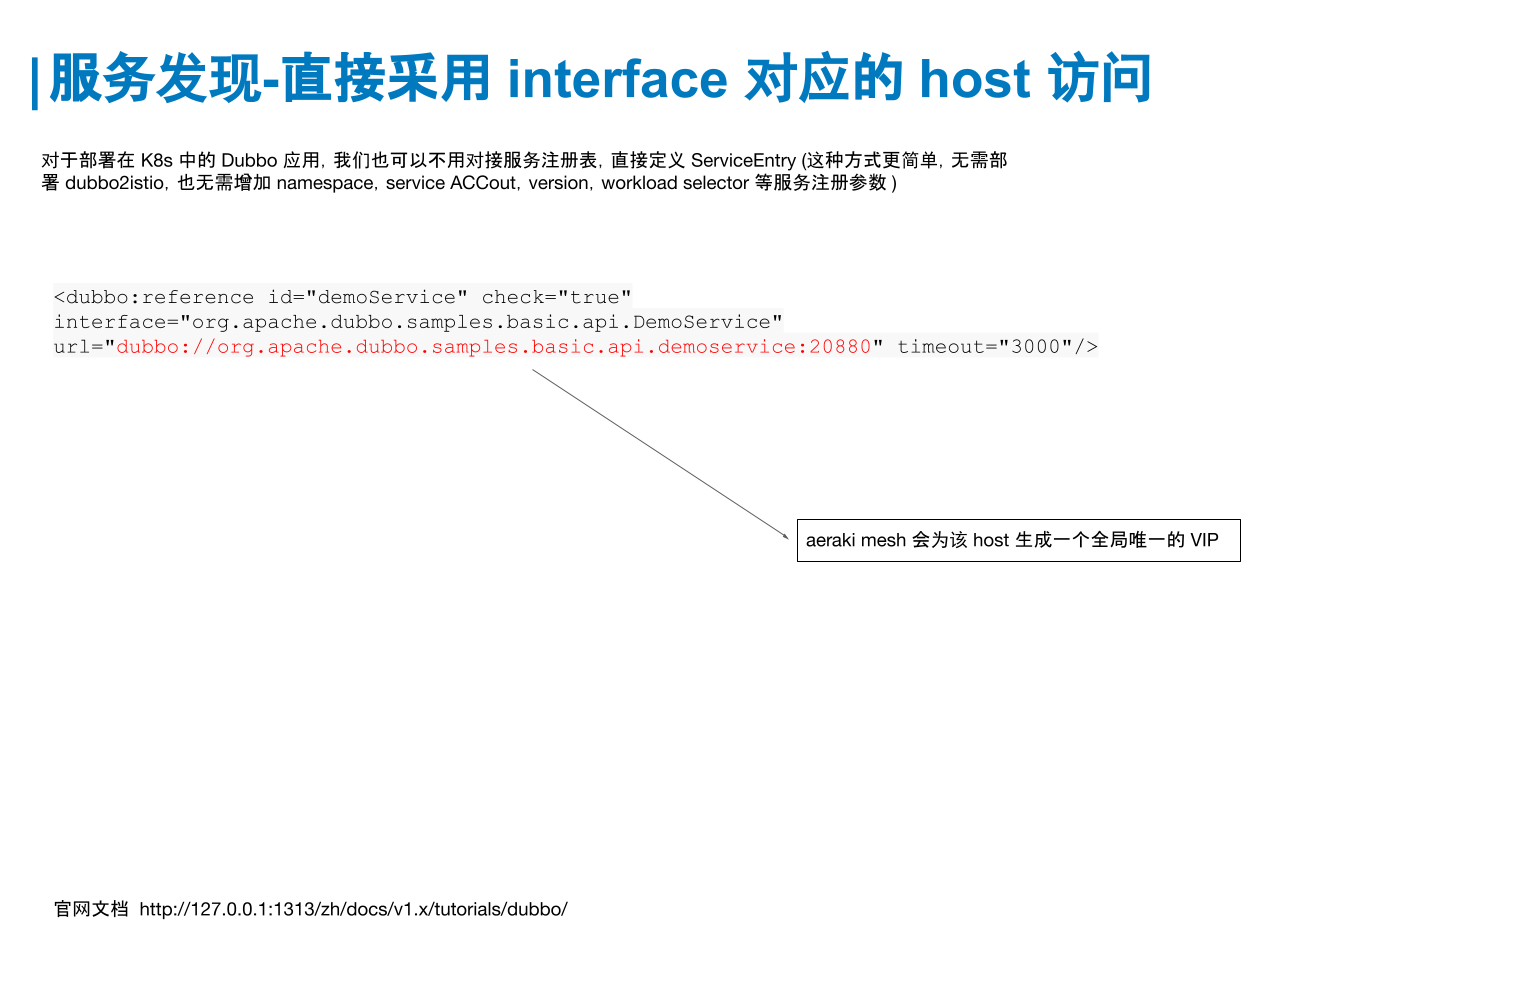 服务发现-直接采用 interface 对应的 host 访问
对于部署在 K8s 中的 Dubbo 应用，我们也可以不用对接服务注册表，直接定义 ServiceEntry (这种方式更简单，无需部
署 dubbo2istio，也无需增加 namespace，service ACCout，version，workload selector 等服务注册参数 )
<dubbo:reference id="demoService" check="true"
interface="org.apache.dubbo.samples.basic.api.DemoService"
url="dubbo://org.apache.dubbo.samples.basic.api.demoservice:20880" timeout="3000"/>
aeraki mesh 会为该 host 生成一个全局唯一的 VIP
官网文档 http://127.0.0.1:1313/zh/docs/v1.x/tutorials/dubbo/